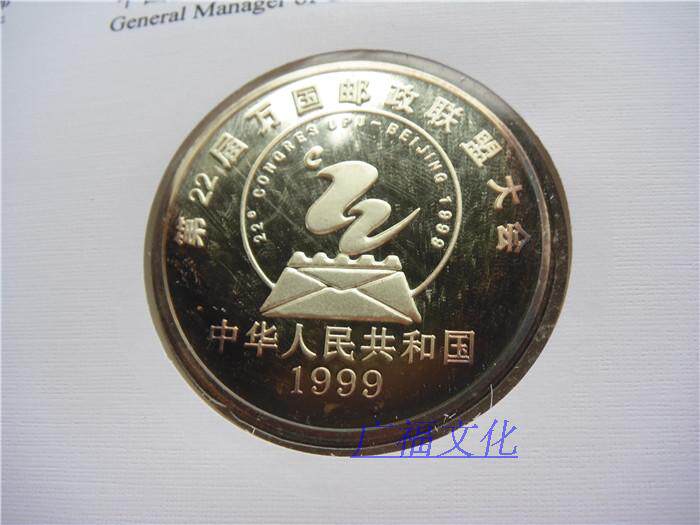 General Manager of
第22届万国邮政联盟大会
22e CONGRES UPU-BEIJING 1999
中华人民共和国
1999
广福文化